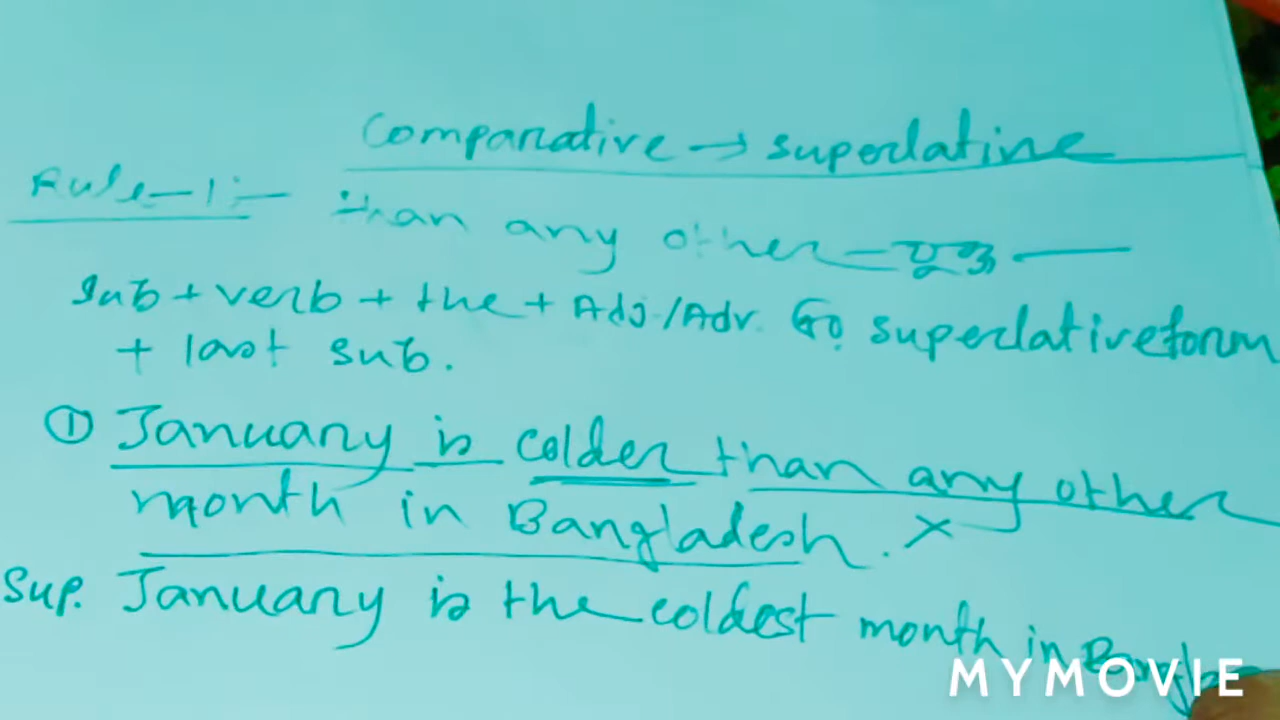 Comparative → superlative
Rule-1:-
than any other-যুক্ত —
Sub + verb + the + Adj./Adv. এর superlative form
+ last sub.
① January is colder than any other
month in Bangladesh. ×
Sup. January is the coldest month in
MYMOVIE